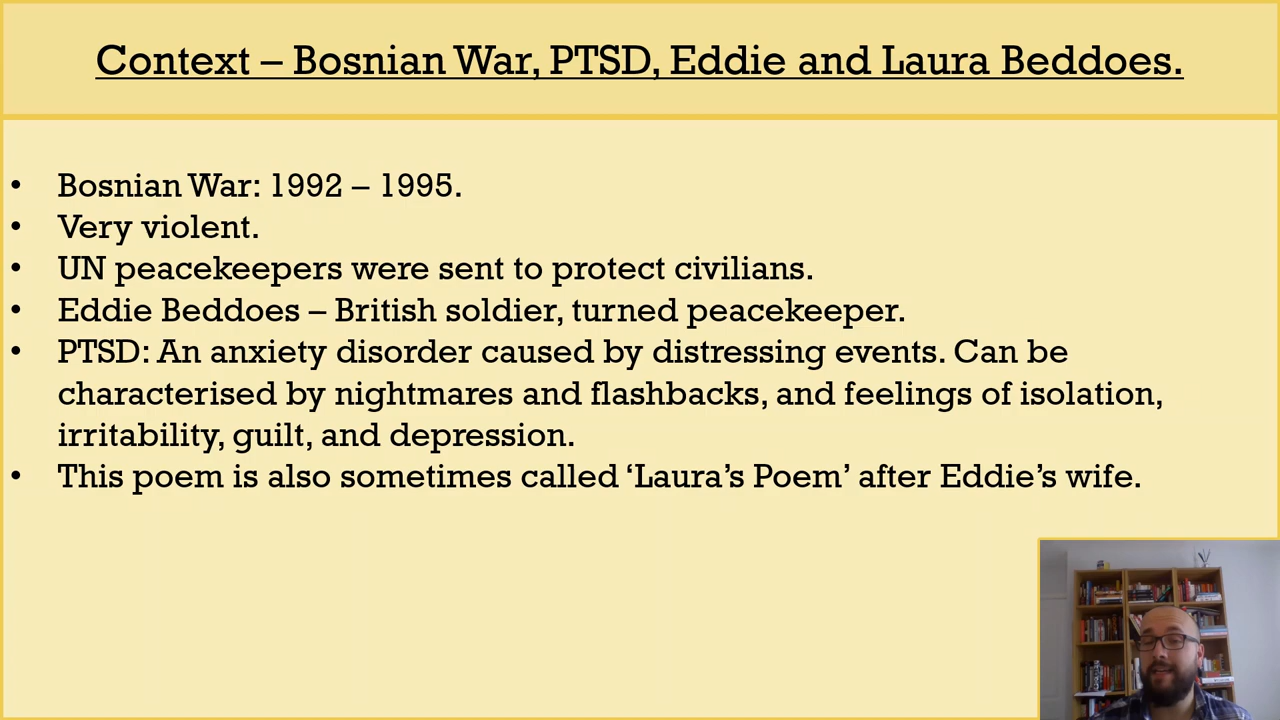 Context – Bosnian War, PTSD, Eddie and Laura Beddoes.
• Bosnian War: 1992 – 1995.
• Very violent.
• UN peacekeepers were sent to protect civilians.
• Eddie Beddoes – British soldier, turned peacekeeper.
• PTSD: An anxiety disorder caused by distressing events. Can be
characterised by nightmares and flashbacks, and feelings of isolation,
irritability, guilt, and depression.
• This poem is also sometimes called ‘Laura’s Poem’ after Eddie’s wife.